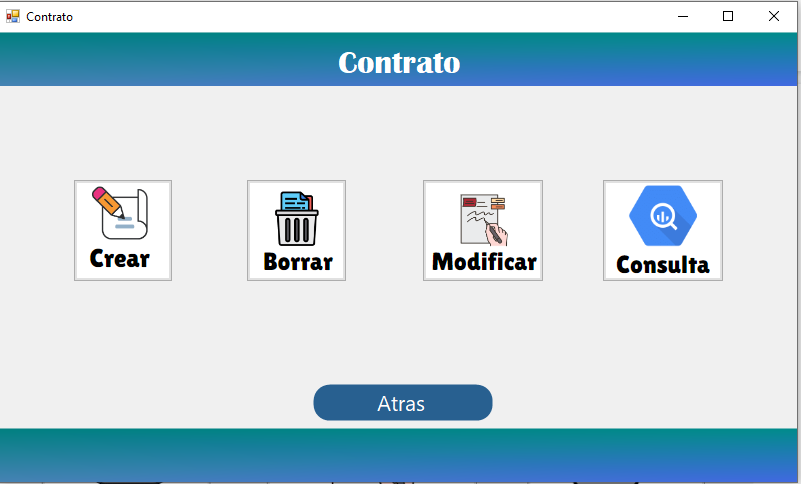 Contrato
Contrato
Crear
Borrar
Modificar
Consulta
Atras